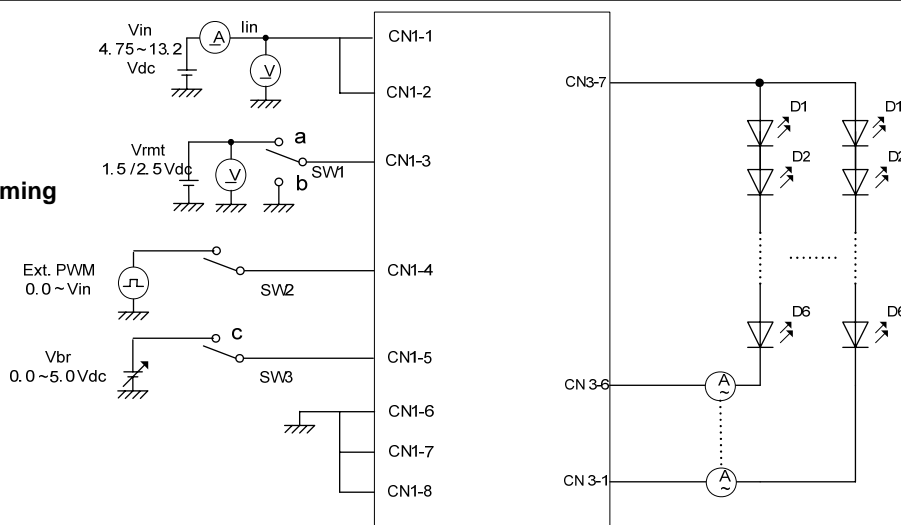 Vin
4.75~13.2
Vdc
A
Iin
V
CN1-1
CN1-2
Vrmt
1.5/2.5Vdc
V
a
b
SW1
CN1-3
ming
Ext. PWM
0.0~Vin
SW2
CN1-4
Vbr
0.0~5.0Vdc
c
SW3
CN1-5
CN1-6
CN1-7
CN1-8
CN3-7
D1
D1
D2
D2
D6
D6
CN3-6
A
~
CN3-1
A
~